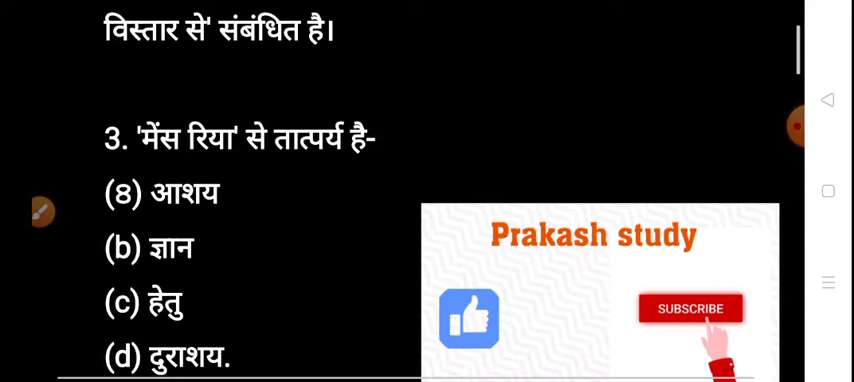 विस्तार से' संबंधित है।
3. 'मेंस रिया' से तात्पर्य है-
(8) आशय
(b) ज्ञान
(c) हेतु
(d) दुराशय.
Prakash study
SUBSCRIBE